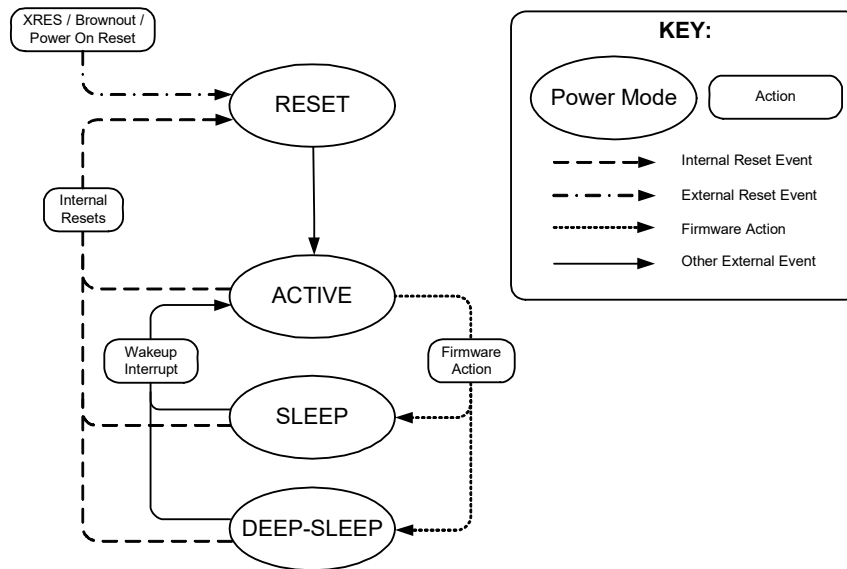 XRES / Brownout /
Power On Reset
RESET
Internal
Resets
ACTIVE
Wakeup
Interrupt
Firmware
Action
SLEEP
DEEP-SLEEP
KEY:
Power Mode
Action
Internal Reset Event
External Reset Event
Firmware Action
Other External Event